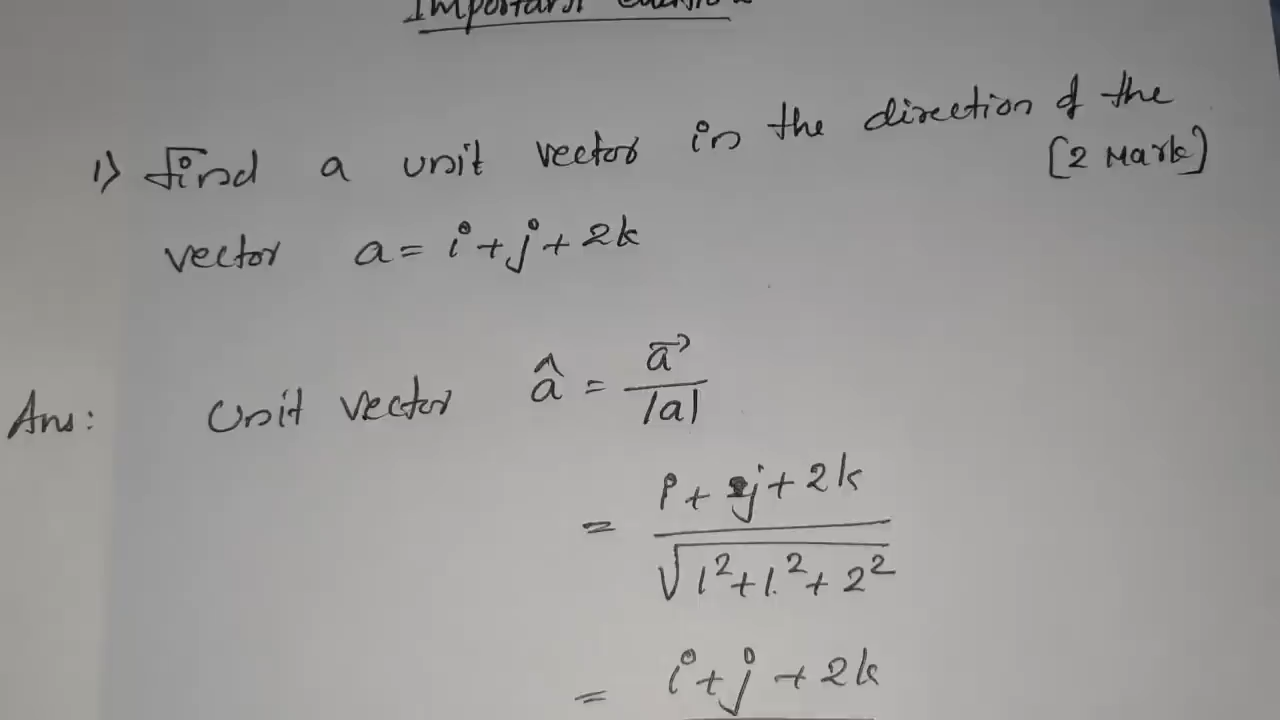 Important
1) Find a unit vector in the direction of the
[2 Mark]
vector a = i + j + 2k
Ans: Unit vector â = a⃗ / |a|
= i + j + 2k / √1² + 1² + 2²
= i + j + 2k